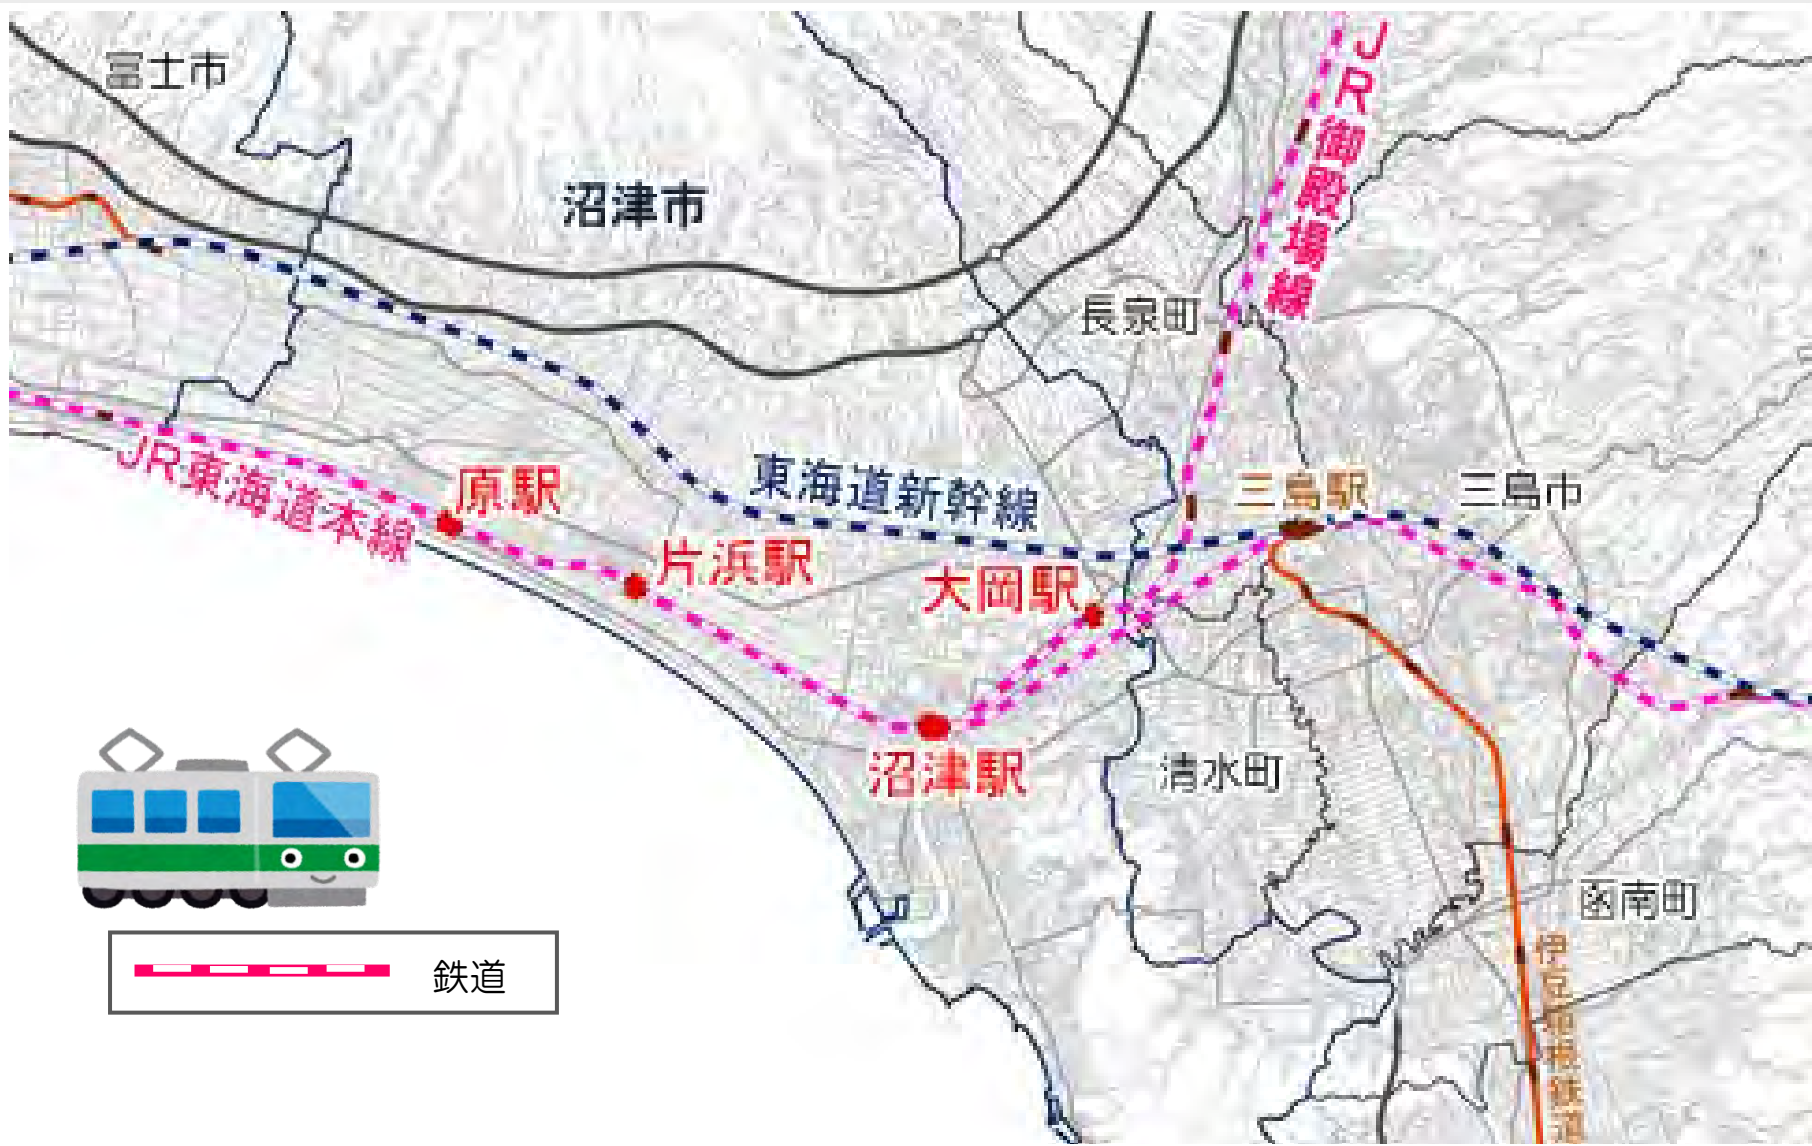 富士市
JR御殿場線
沼津市
長泉町
JR東海道本線
原駅
東海道新幹線
三島駅
三島市
片浜駅
大岡駅
沼津駅
清水町
函南町
伊豆箱根鉄道
鉄道